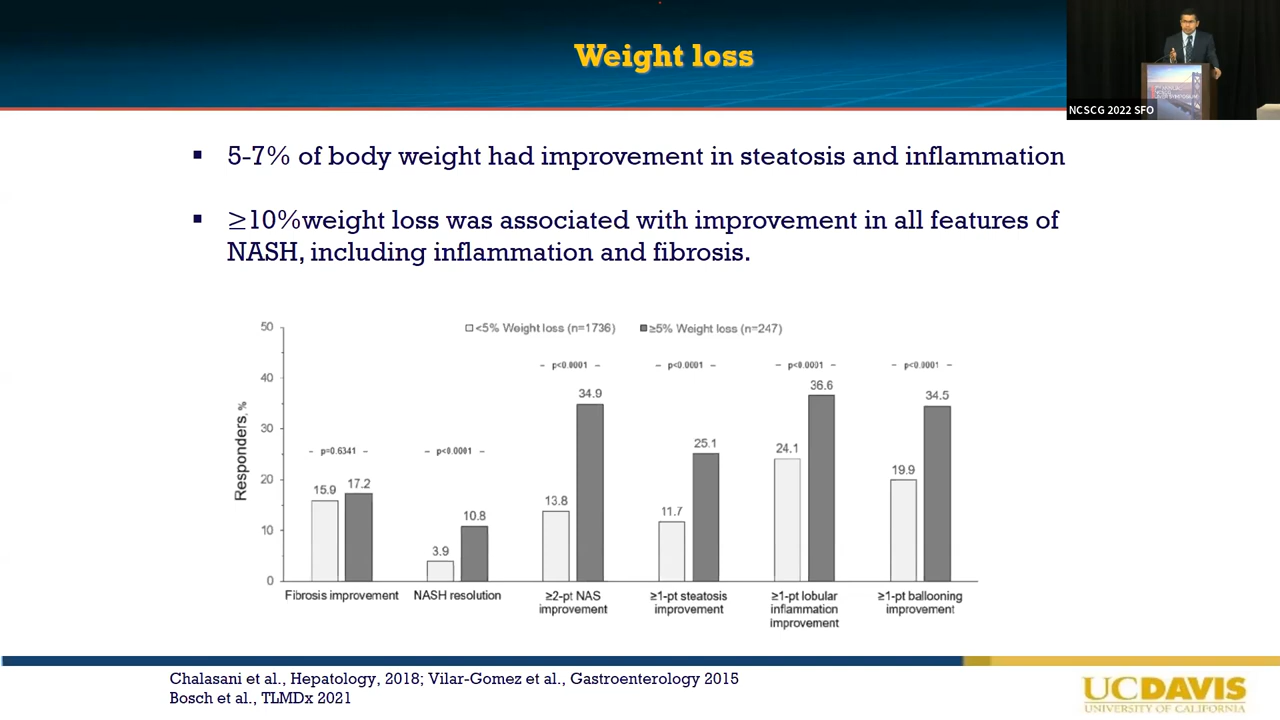 Weight loss
NCSCG 2022 SFO
▪ 5-7% of body weight had improvement in steatosis and inflammation
▪ ≥10%weight loss was associated with improvement in all features of
NASH, including inflammation and fibrosis.
<5% Weight loss (n=1736) ≥5% Weight loss (n=247)
Responders, %
50
40
30
20
10
0
p=0.6341
p<0.0001
p<0.0001
p<0.0001
p<0.0001
p<0.0001
15.9 17.2
3.9 10.8
13.8 34.9
11.7 25.1
24.1 36.6
19.9 34.5
Fibrosis improvement
NASH resolution
≥2-pt NAS
improvement
≥1-pt steatosis
improvement
≥1-pt lobular
inflammation
improvement
≥1-pt ballooning
improvement
Chalasani et al., Hepatology, 2018; Vilar-Gomez et al., Gastroenterology 2015
Bosch et al., TLMDx 2021
UCDAVIS
UNIVERSITY OF CALIFORNIA